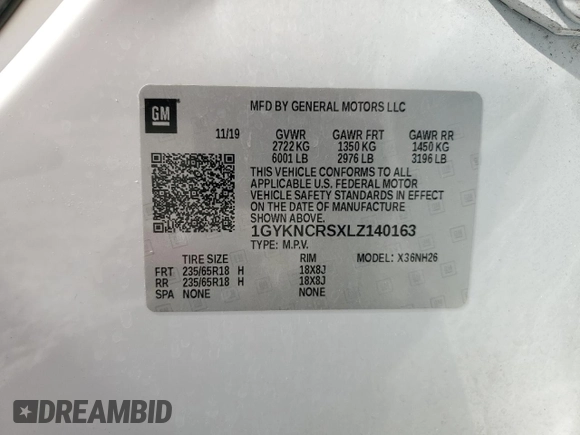 GM
MFD BY GENERAL MOTORS LLC
11/19 GVWR GAWR FRT GAWR RR
2722 KG 1350 KG 1450 KG
6001 LB 2976 LB 3196 LB
THIS VEHICLE CONFORMS TO ALL
APPLICABLE U.S. FEDERAL MOTOR
VEHICLE SAFETY STANDARDS IN EFFECT
ON THE DATE OF MANUFACTURE
SHOWN ABOVE.
1GYKNCRSXLZ140163
TYPE: M.P.V.
TIRE SIZE RIM MODEL: X36NH26
FRT 235/65R18 H 18X8J
RR 235/65R18 H 18X8J
SPA NONE NONE
DREAMBID